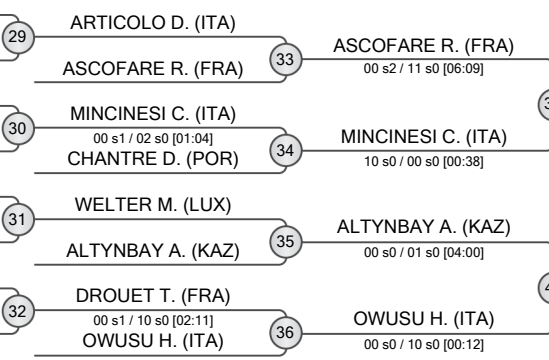 29
ARTICOLO D. (ITA)
ASCOFARE R. (FRA)
33
ASCOFARE R. (FRA)
00 s2 / 11 s0 [06:09]
30
MINCINESI C. (ITA)
00 s1 / 02 s0 [01:04]
CHANTRE D. (POR)
34
MINCINESI C. (ITA)
10 s0 / 00 s0 [00:38]
31
WELTER M. (LUX)
ALTYNBAY A. (KAZ)
35
ALTYNBAY A. (KAZ)
00 s0 / 01 s0 [04:00]
32
DROUET T. (FRA)
00 s1 / 10 s0 [02:11]
OWUSU H. (ITA)
36
OWUSU H. (ITA)
00 s0 / 10 s0 [00:12]